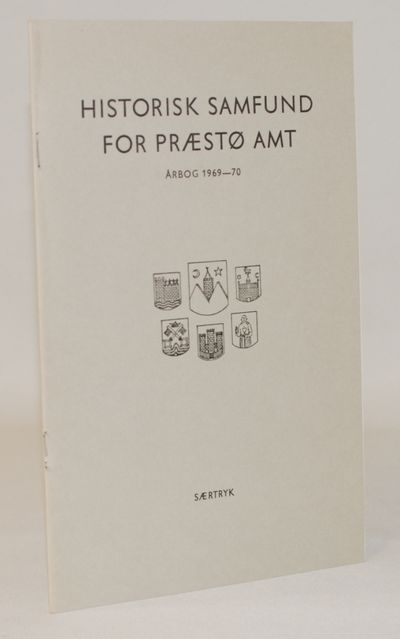 HISTORISK SAMFUND
FOR PRÆSTØ AMT
ÅRBOG 1969—70
SÆRTRYK